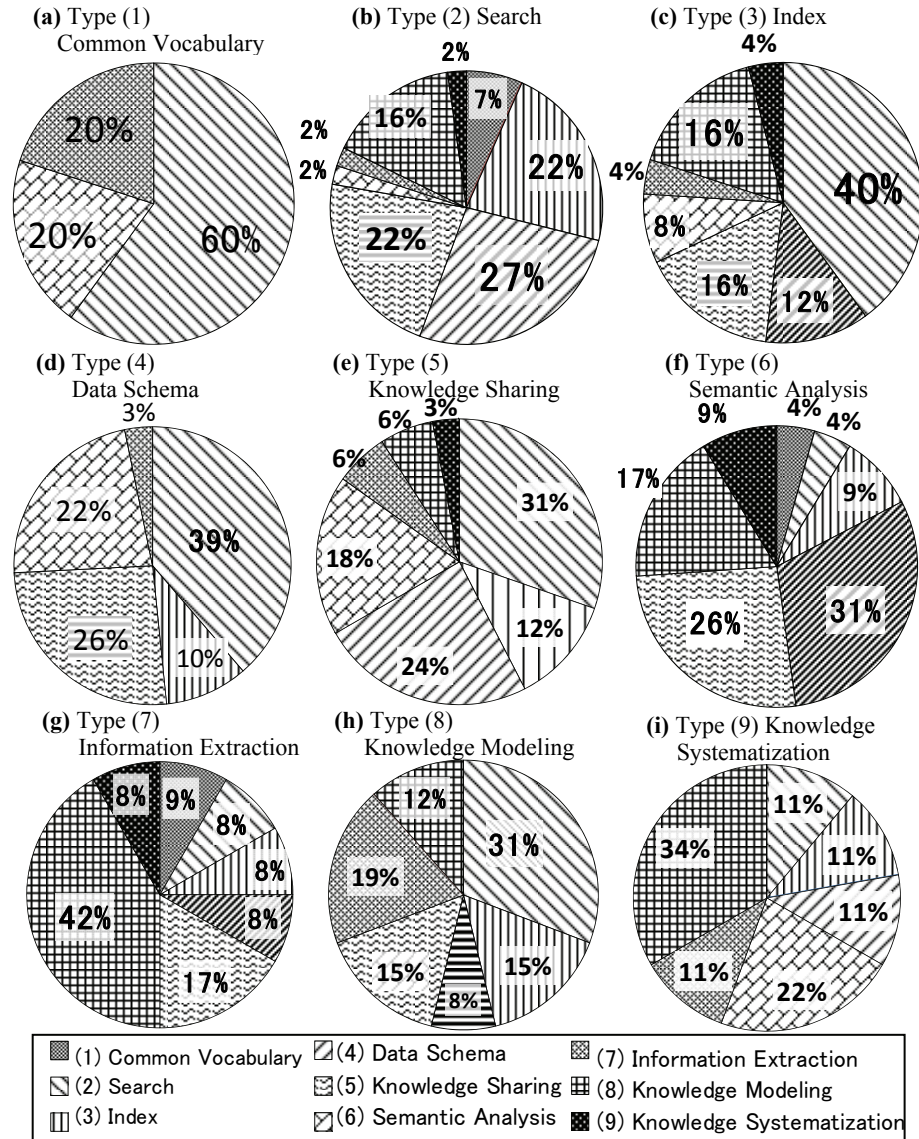 (a) Type (1)
Common Vocabulary
20%
20%
60%
(b) Type (2) Search
2%
7%
16%
2%
2%
22%
22%
27%
(c) Type (3) Index
4%
16%
4%
40%
8%
16%
12%
(d) Type (4)
Data Schema
3%
22%
39%
26%
10%
(e) Type (5)
Knowledge Sharing
6%
3%
6%
31%
18%
12%
24%
(f) Type (6)
Semantic Analysis
9%
4%
4%
17%
9%
26%
31%
(g) Type (7)
Information Extraction
8%
9%
8%
8%
42%
8%
17%
(h) Type (8)
Knowledge Modeling
12%
31%
19%
15%
15%
8%
(i) Type (9) Knowledge
Systematization
11%
34%
11%
11%
11%
22%
(1) Common Vocabulary
(2) Search
(3) Index
(4) Data Schema
(5) Knowledge Sharing
(6) Semantic Analysis
(7) Information Extraction
(8) Knowledge Modeling
(9) Knowledge Systematization